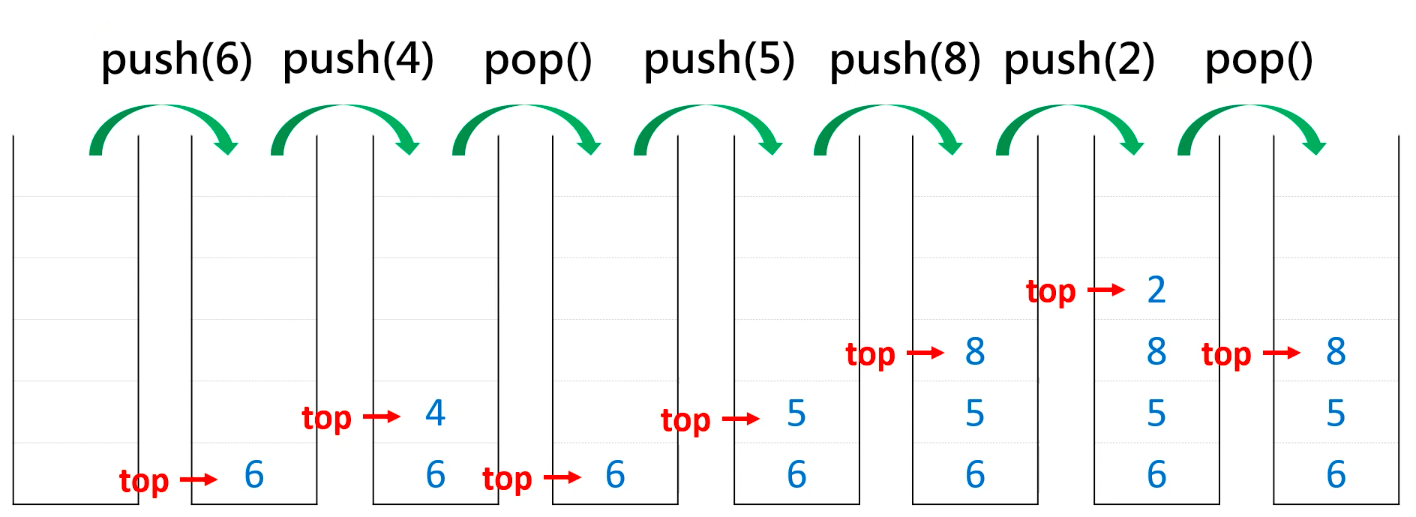 push(6) push(4) pop() push(5) push(8) push(2) pop()
top 2
top 8 8 top 8
top 4 top 5 5 5 5
top 6 6 top 6 6 6 6 6